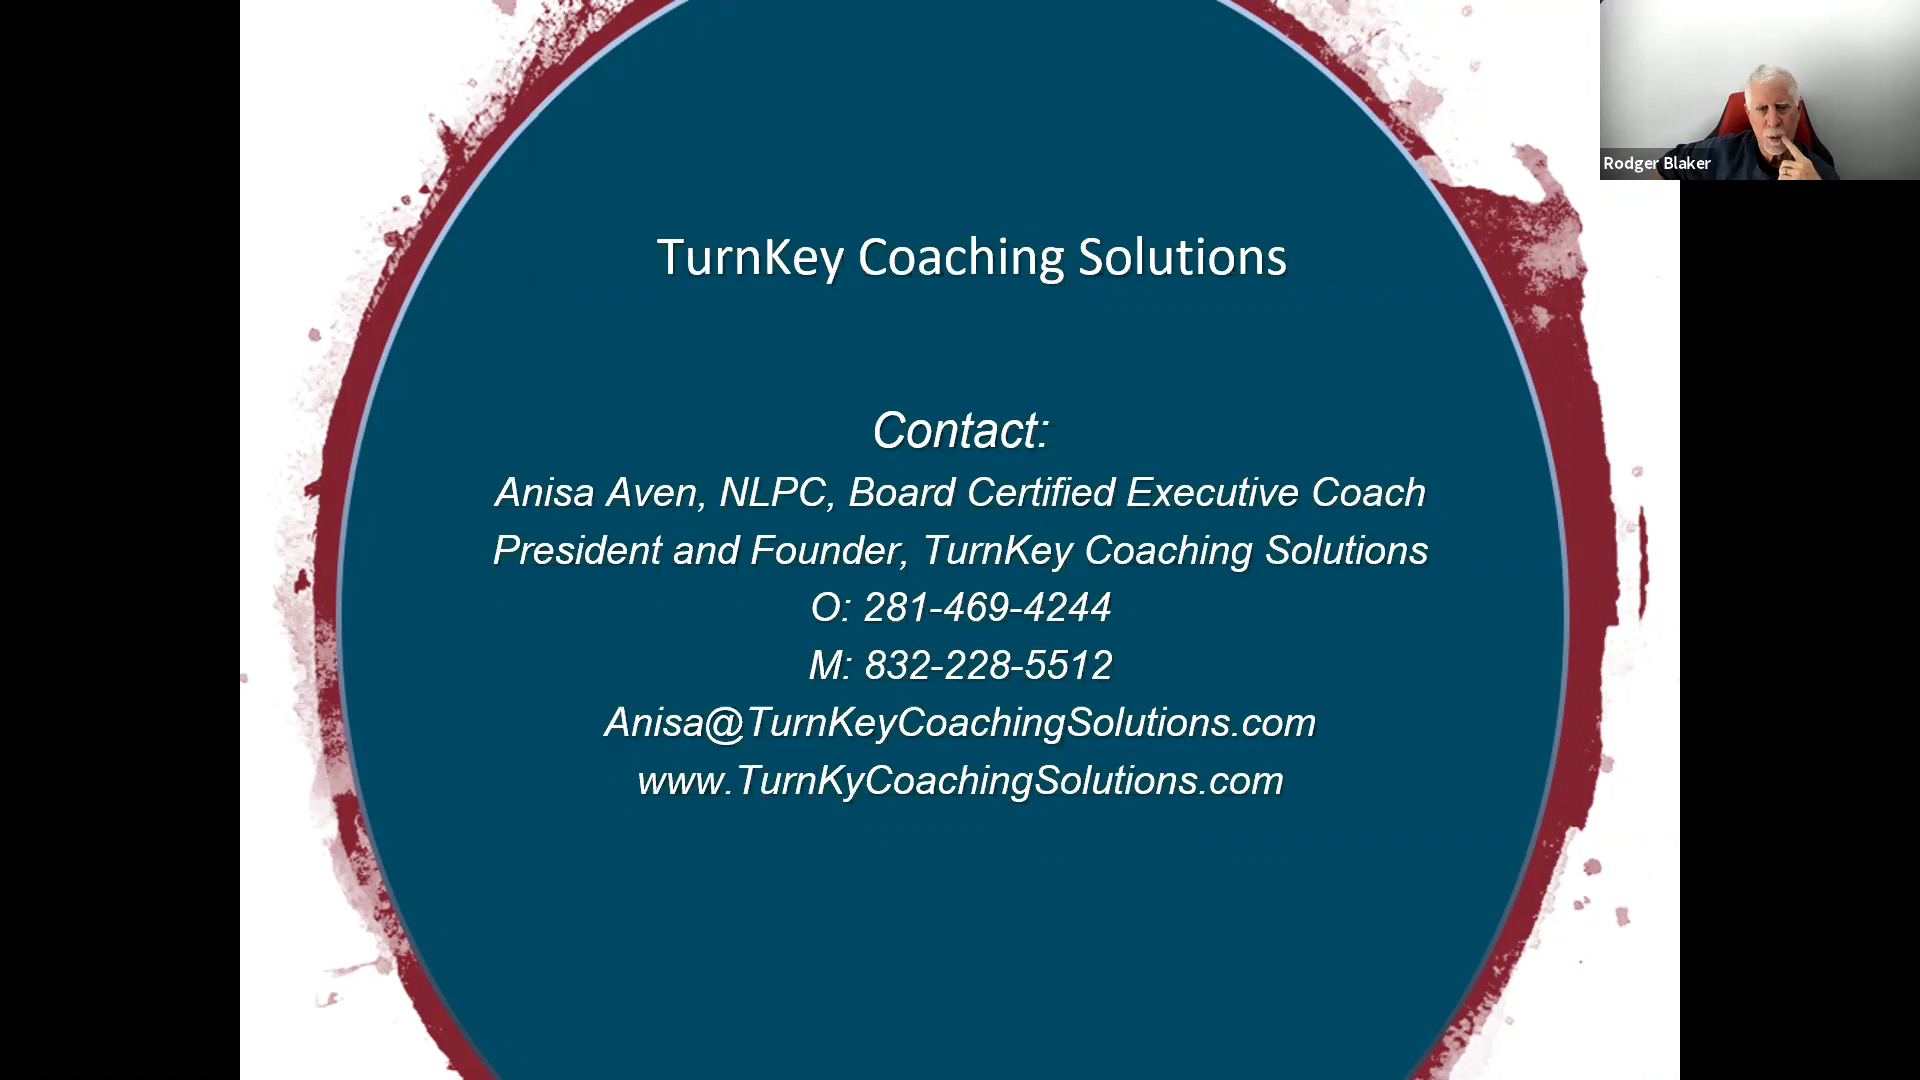 Rodger Blaker
TurnKey Coaching Solutions
Contact:
Anisa Aven, NLPC, Board Certified Executive Coach
President and Founder, TurnKey Coaching Solutions
O: 281-469-4244
M: 832-228-5512
Anisa@TurnKeyCoachingSolutions.com
www.TurnKyCoachingSolutions.com